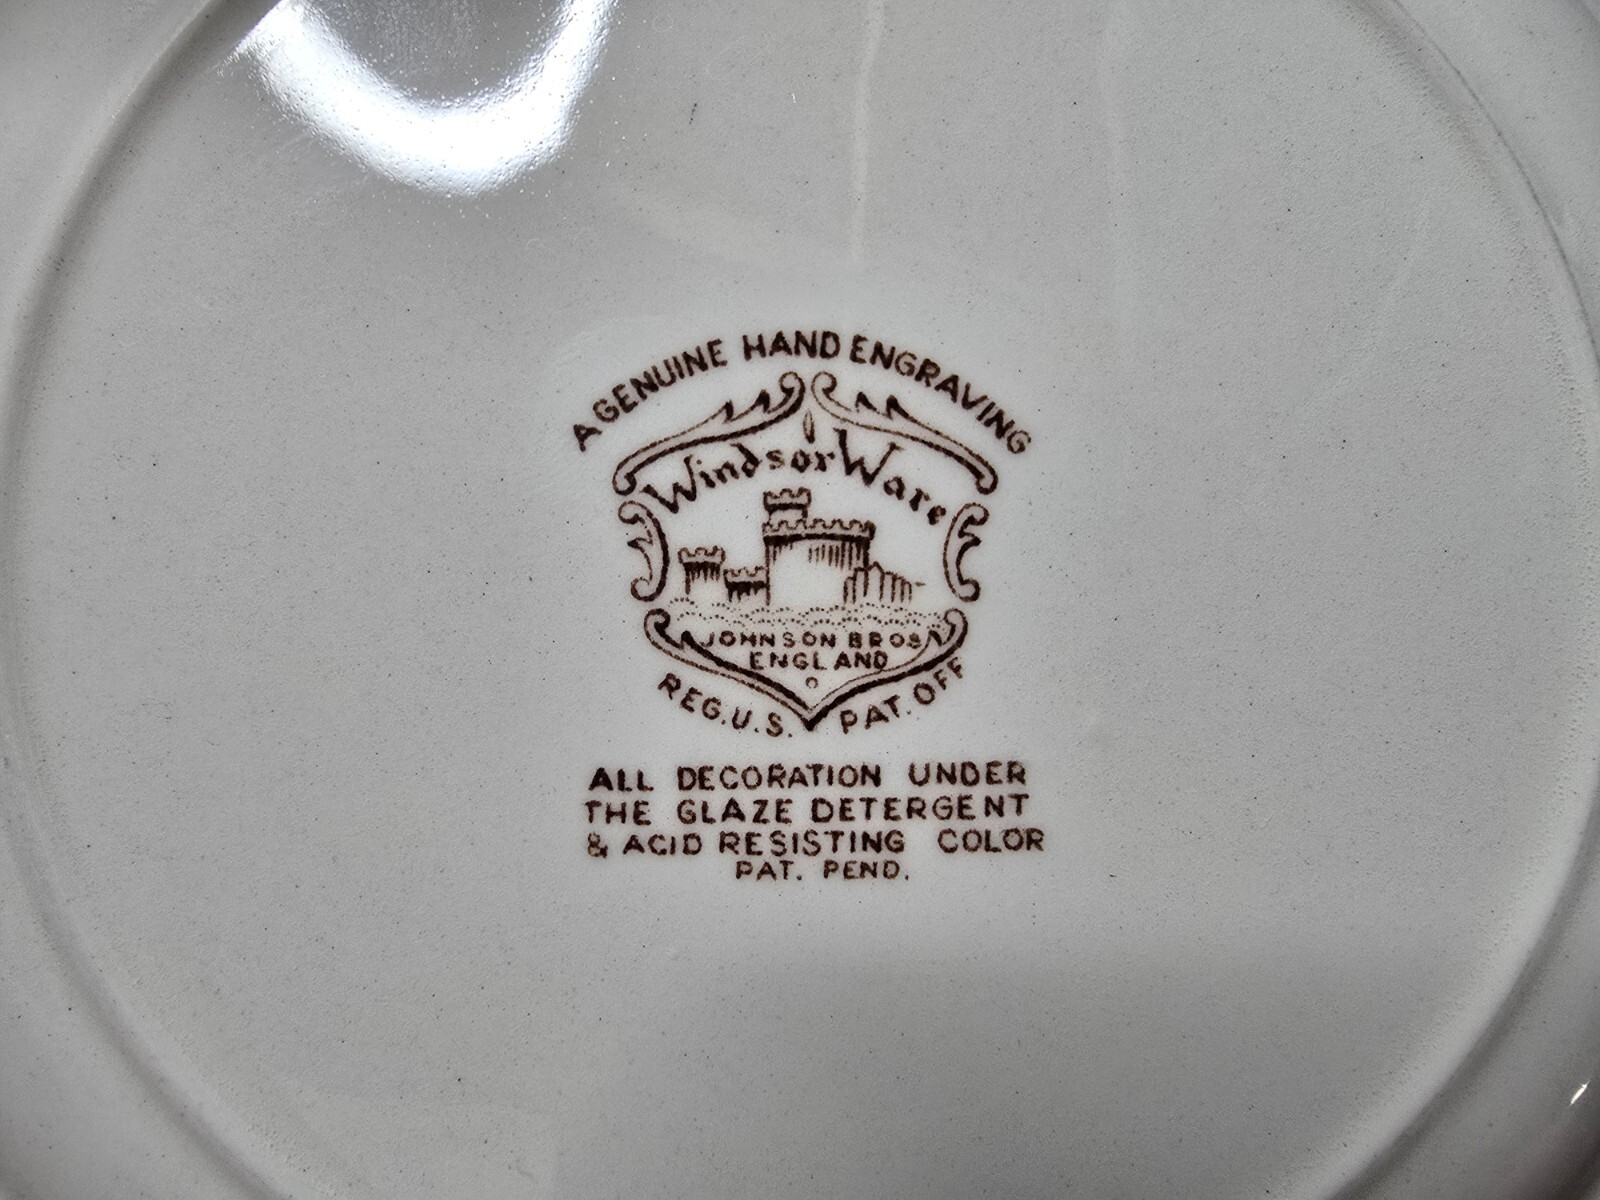 A GENUINE HAND ENGRAVING
Windsor Ware
JOHNSON BROS
ENGLAND
REG. U.S. PAT. OFF
ALL DECORATION UNDER
THE GLAZE DETERGENT
& ACID RESISTING COLOR
PAT. PEND.